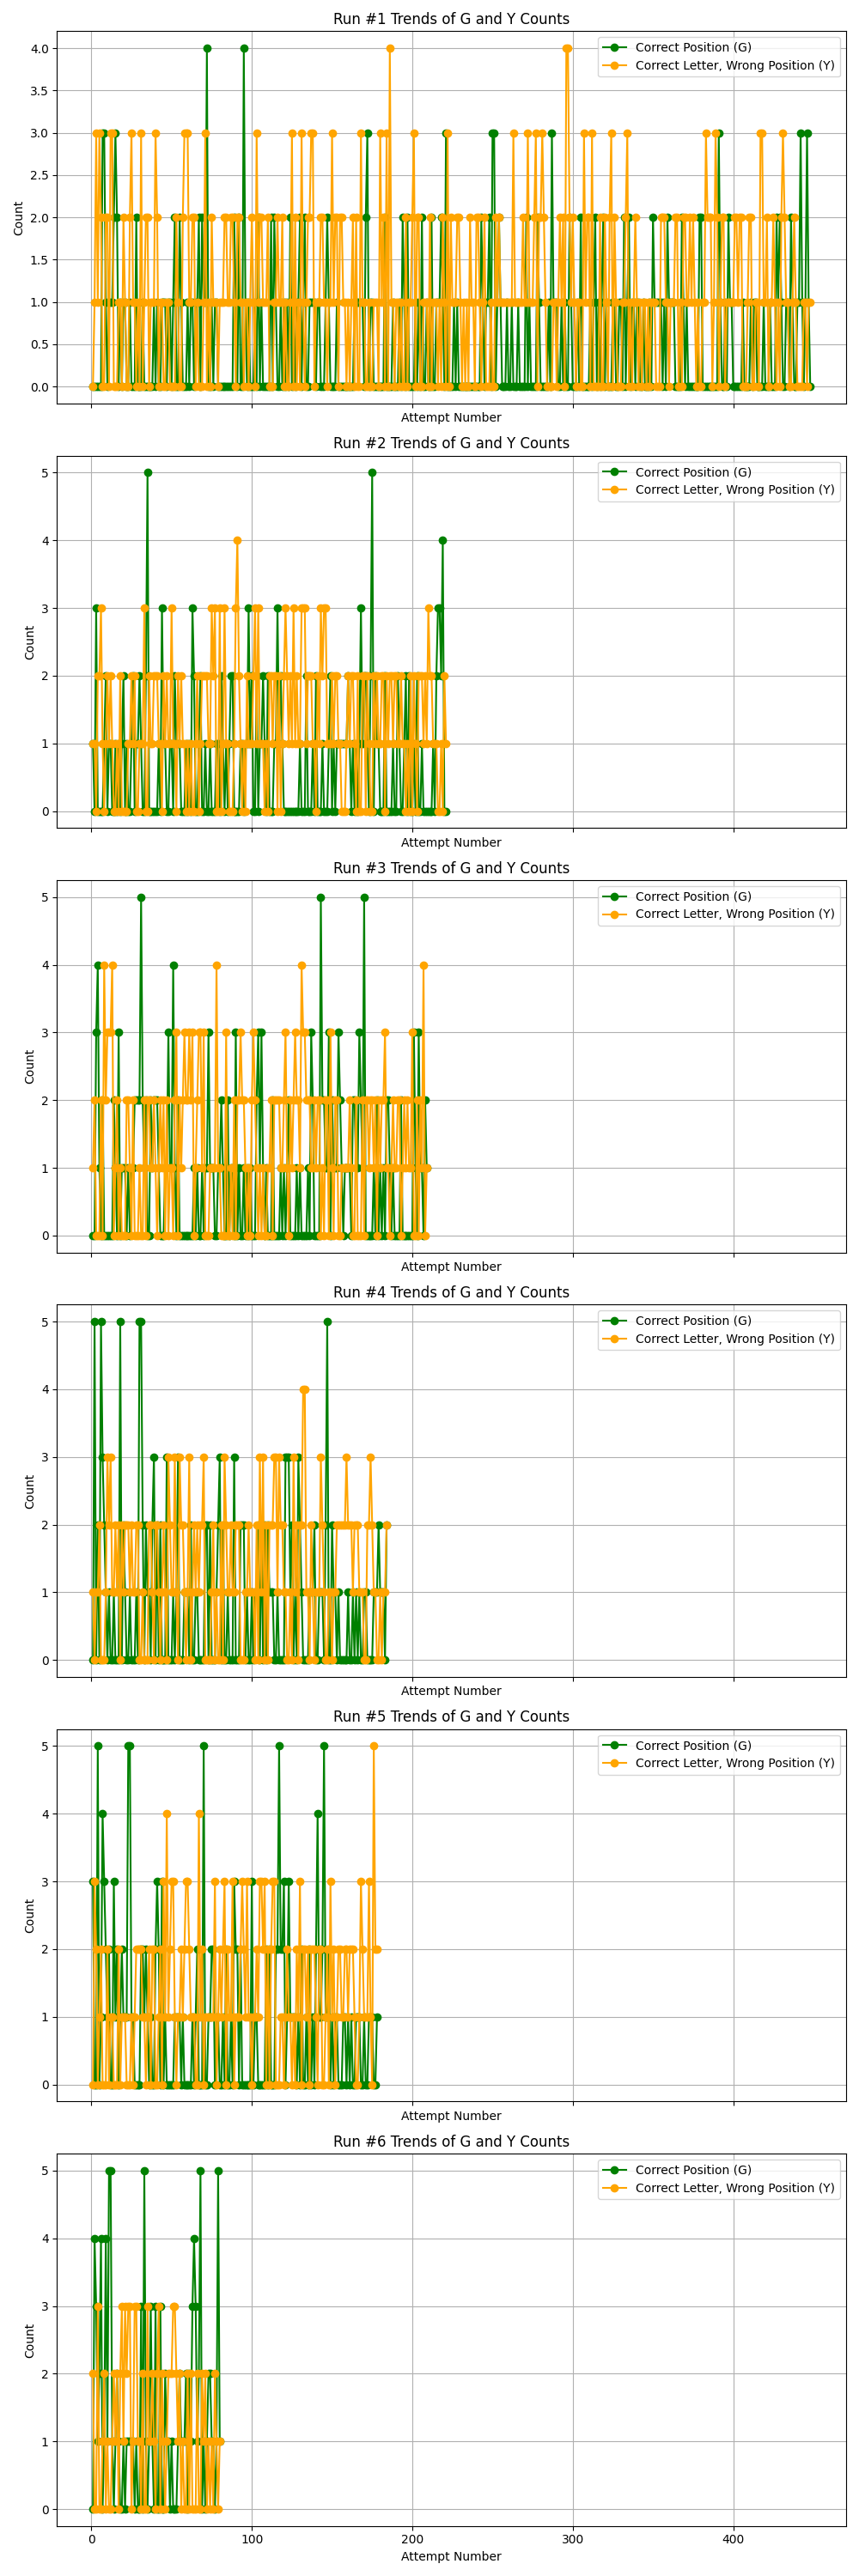 Run #1 Trends of G and Y Counts
Correct Position (G)
Correct Letter, Wrong Position (Y)
4.0
3.5
3.0
2.5
2.0
1.5
1.0
0.5
0.0
Count
Attempt Number
Run #2 Trends of G and Y Counts
Correct Position (G)
Correct Letter, Wrong Position (Y)
5
4
3
2
1
0
Count
Attempt Number
Run #3 Trends of G and Y Counts
Correct Position (G)
Correct Letter, Wrong Position (Y)
5
4
3
2
1
0
Count
Attempt Number
Run #4 Trends of G and Y Counts
Correct Position (G)
Correct Letter, Wrong Position (Y)
5
4
3
2
1
0
Count
Attempt Number
Run #5 Trends of G and Y Counts
Correct Position (G)
Correct Letter, Wrong Position (Y)
5
4
3
2
1
0
Count
Attempt Number
Run #6 Trends of G and Y Counts
Correct Position (G)
Correct Letter, Wrong Position (Y)
5
4
3
2
1
0
Count
0 100 200 300 400
Attempt Number